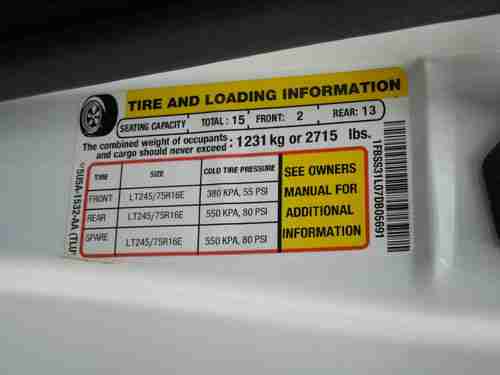 TIRE AND LOADING INFORMATION
SEATING CAPACITY TOTAL: 15 FRONT: 2 REAR: 13
The combined weight of occupants and cargo should never exceed: 1231 kg or 2715 lbs.
TIRE SIZE COLD TIRE PRESSURE
FRONT LT245/75R16E 380 KPA, 55 PSI
REAR LT245/75R16E 550 KPA, 80 PSI
SPARE LT245/75R16E 550 KPA, 80 PSI
SEE OWNERS
MANUAL FOR
ADDITIONAL
INFORMATION